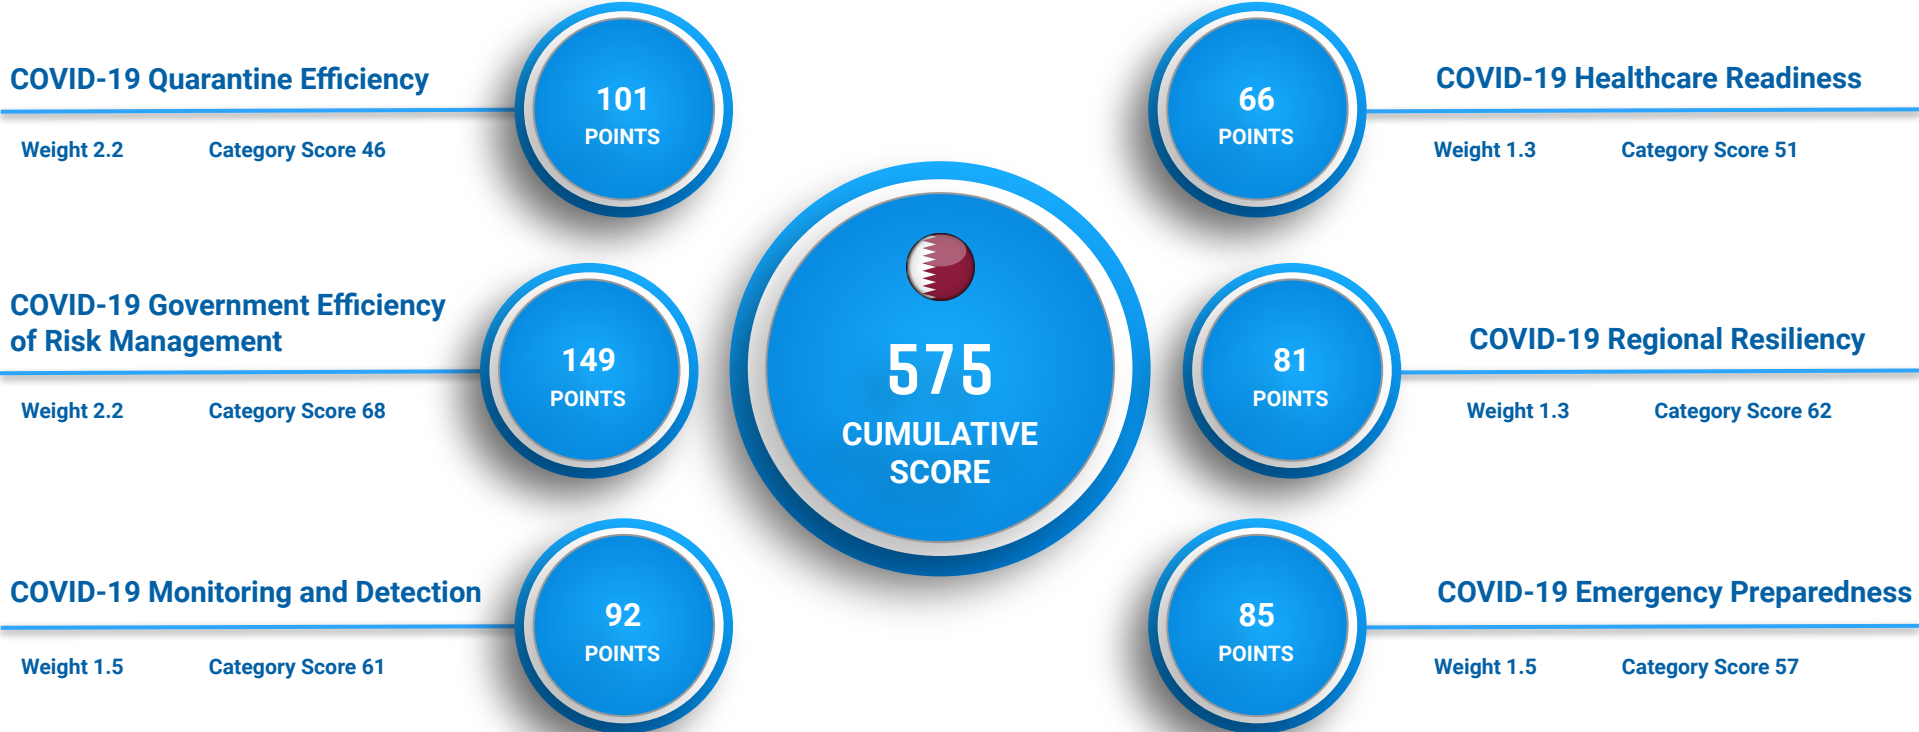 COVID-19 Quarantine Efficiency
Weight 2.2 Category Score 46
101
POINTS
COVID-19 Government Efficiency
of Risk Management
Weight 2.2 Category Score 68
149
POINTS
COVID-19 Monitoring and Detection
Weight 1.5 Category Score 61
92
POINTS
575
CUMULATIVE
SCORE
66
POINTS
COVID-19 Healthcare Readiness
Weight 1.3 Category Score 51
81
POINTS
COVID-19 Regional Resiliency
Weight 1.3 Category Score 62
85
POINTS
COVID-19 Emergency Preparedness
Weight 1.5 Category Score 57